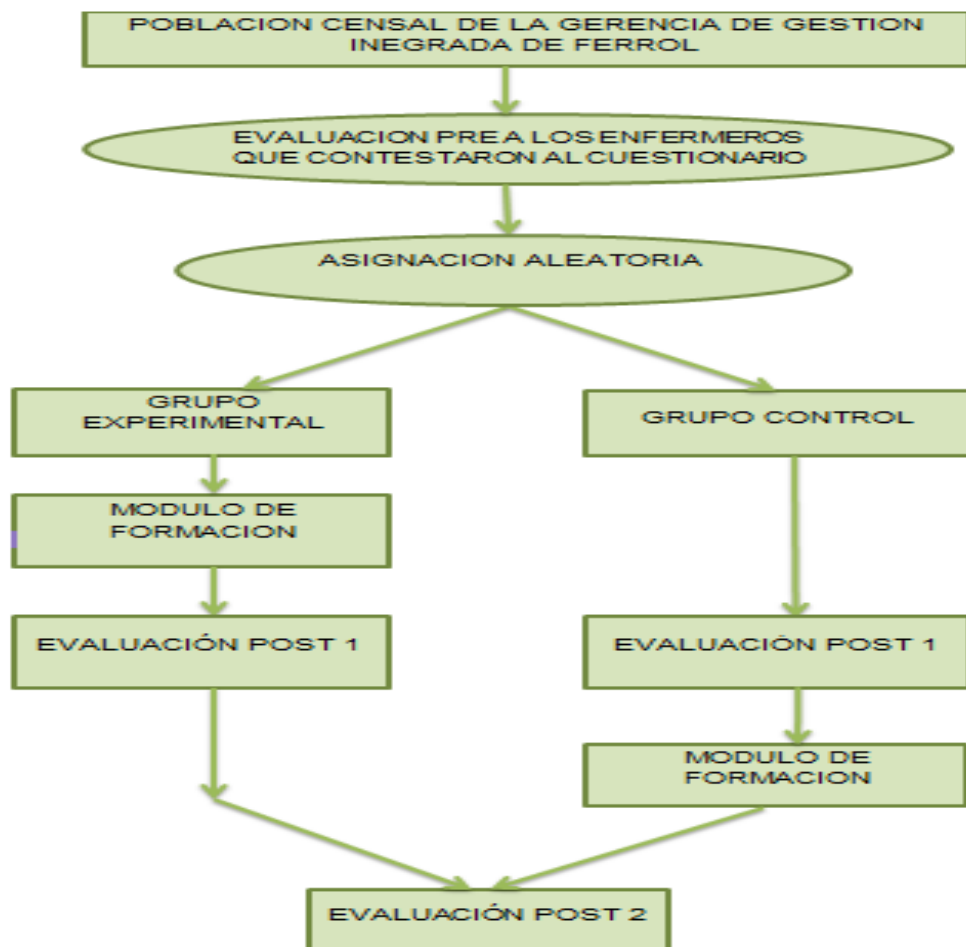 POBLACION CENSAL DE LA GERENCIA DE GESTION
INEGRADA DE FERROL
EVALUACION PRE A LOS ENFERMEROS
QUE CONTESTARON AL CUESTIONARIO
ASIGNACION ALEATORIA
GRUPO
EXPERIMENTAL
GRUPO CONTROL
MODULO DE
FORMACION
EVALUACIÓN POST 1
EVALUACIÓN POST 1
MODULO DE
FORMACION
EVALUACIÓN POST 2